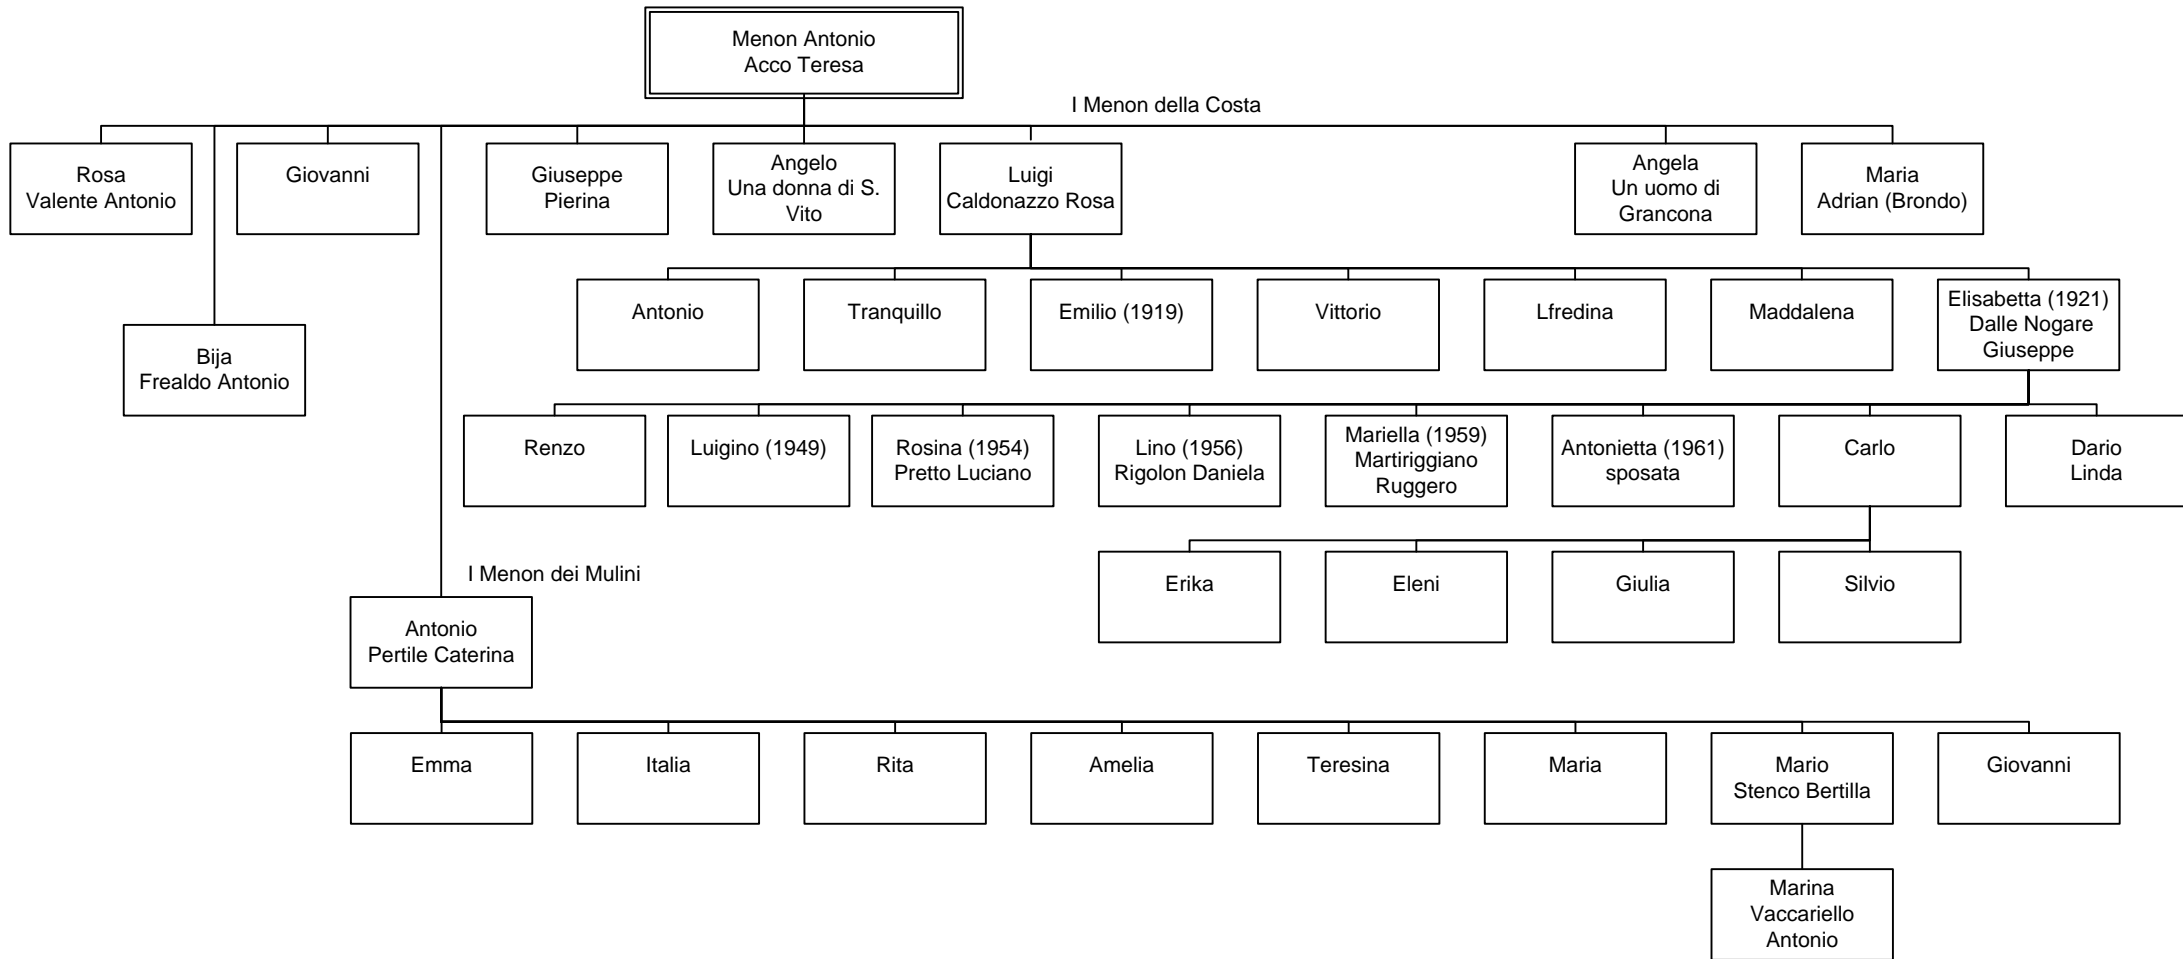 Menon Antonio
Acco Teresa
I Menon della Costa
Rosa
Valente Antonio
Giovanni
Giuseppe
Pierina
Angelo
Una donna di S.
Vito
Luigi
Caldonazzo Rosa
Angela
Un uomo di
Grancona
Maria
Adrian (Brondo)
Antonio
Tranquillo
Emilio (1919)
Vittorio
Lfredina
Maddalena
Elisabetta (1921)
Dalle Nogare
Giuseppe
Bija
Frealdo Antonio
Renzo
Luigino (1949)
Rosina (1954)
Pretto Luciano
Lino (1956)
Rigolon Daniela
Mariella (1959)
Martiriggiano
Ruggero
Antonietta (1961)
sposata
Carlo
Dario
Linda
Erika
Eleni
Giulia
Silvio
I Menon dei Mulini
Antonio
Pertile Caterina
Emma
Italia
Rita
Amelia
Teresina
Maria
Mario
Stenco Bertilla
Giovanni
Marina
Vaccariello
Antonio